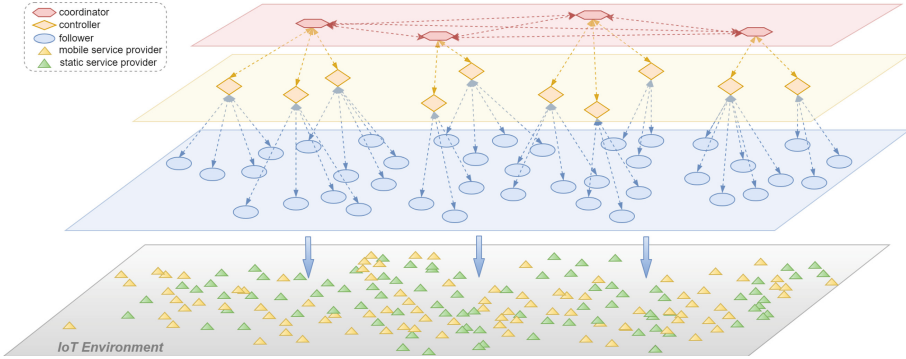 coordinator
controller
follower
mobile service provider
static service provider
IoT Environment